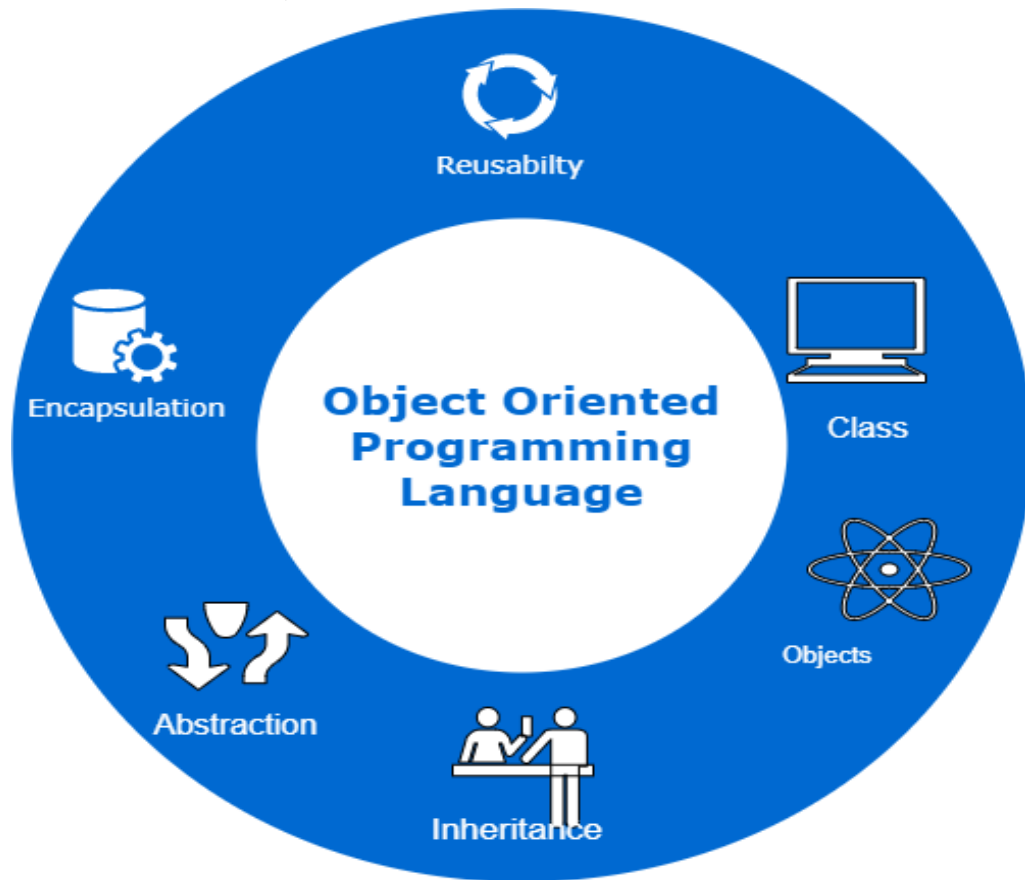 Reusabilty
Encapsulation
Class
Object Oriented
Programming
Language
Objects
Abstraction
Inheritance